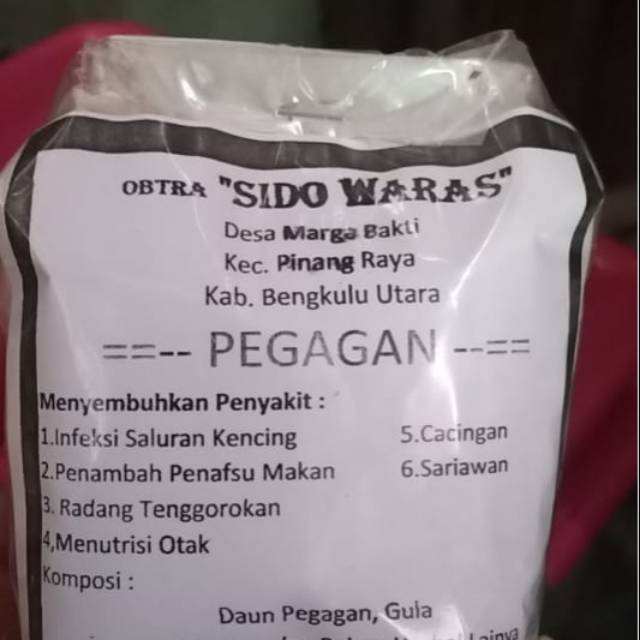 OBTRA "SIDO WARAS"
Desa Marga Bakti
Kec. Pinang Raya
Kab. Bengkulu Utara
==-- PEGAGAN --==
Menyembuhkan Penyakit :
1.Infeksi Saluran Kencing 5.Cacingan
2.Penambah Penafsu Makan 6.Sariawan
3. Radang Tenggorokan
4,Menutrisi Otak
Komposi :
Daun Pegagan, Gula
Lainya